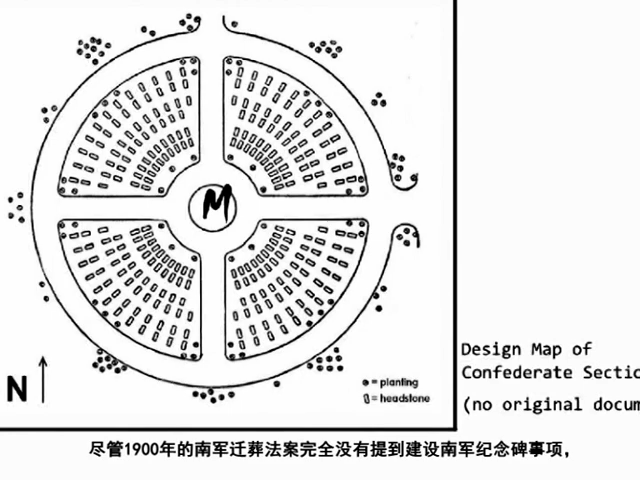 M
N
= planting
= headstone
Design Map of
Confederate Sectio
(no original docum
尽管1900年的南军迁葬法案完全没有提到建设南军纪念碑事项，